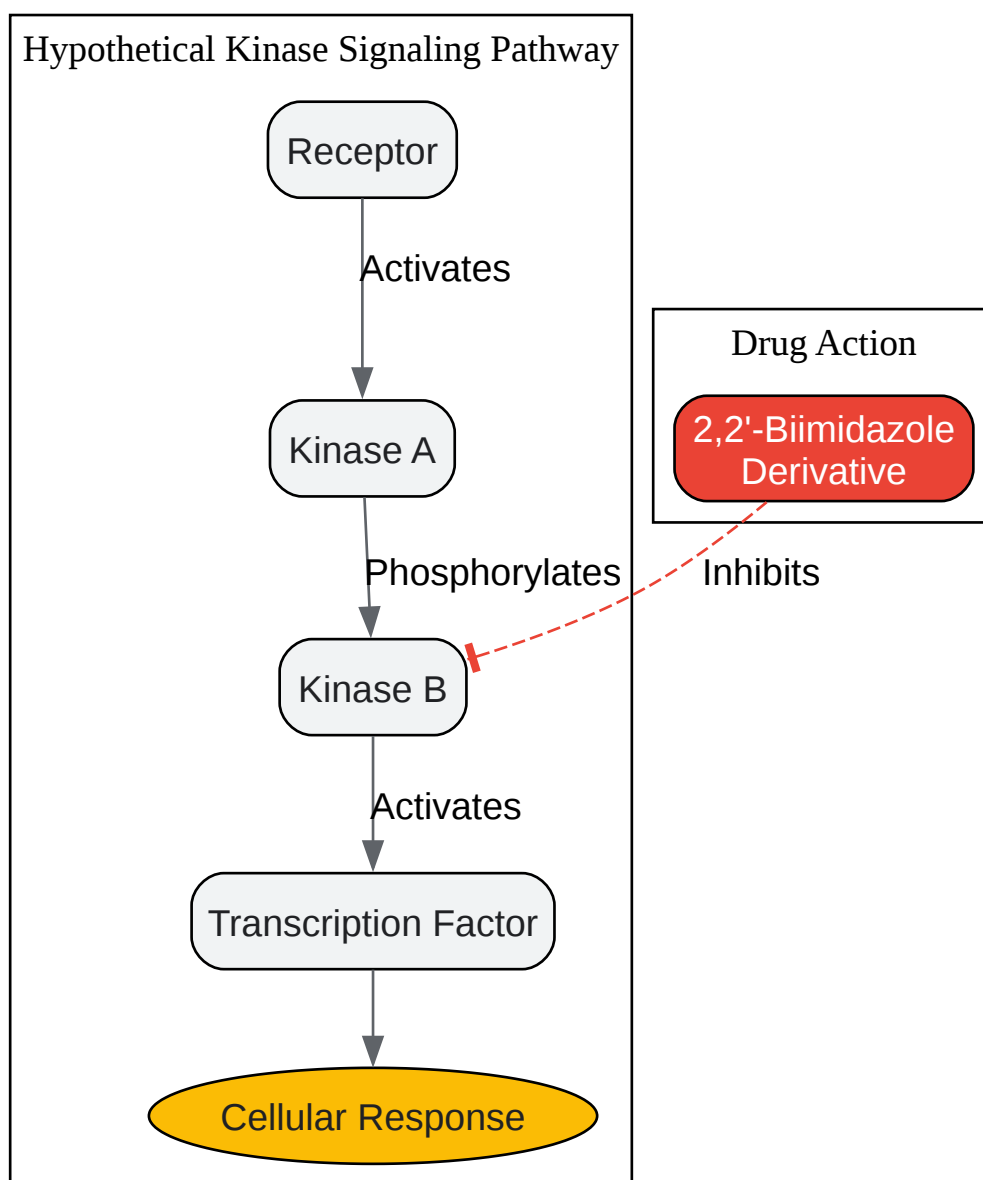 Hypothetical Kinase Signaling Pathway
Receptor
Activates
Drug Action
2,2'-Biimidazole
Derivative
Kinase A
Phosphorylates
Inhibits
Kinase B
Activates
Transcription Factor
Cellular Response